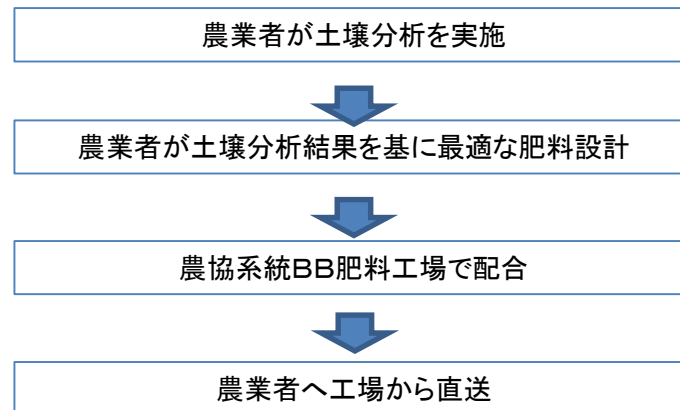 農業者が土壌分析を実施
農業者が土壌分析結果を基に最適な肥料設計
農協系統ＢＢ肥料工場で配合
農業者へ工場から直送